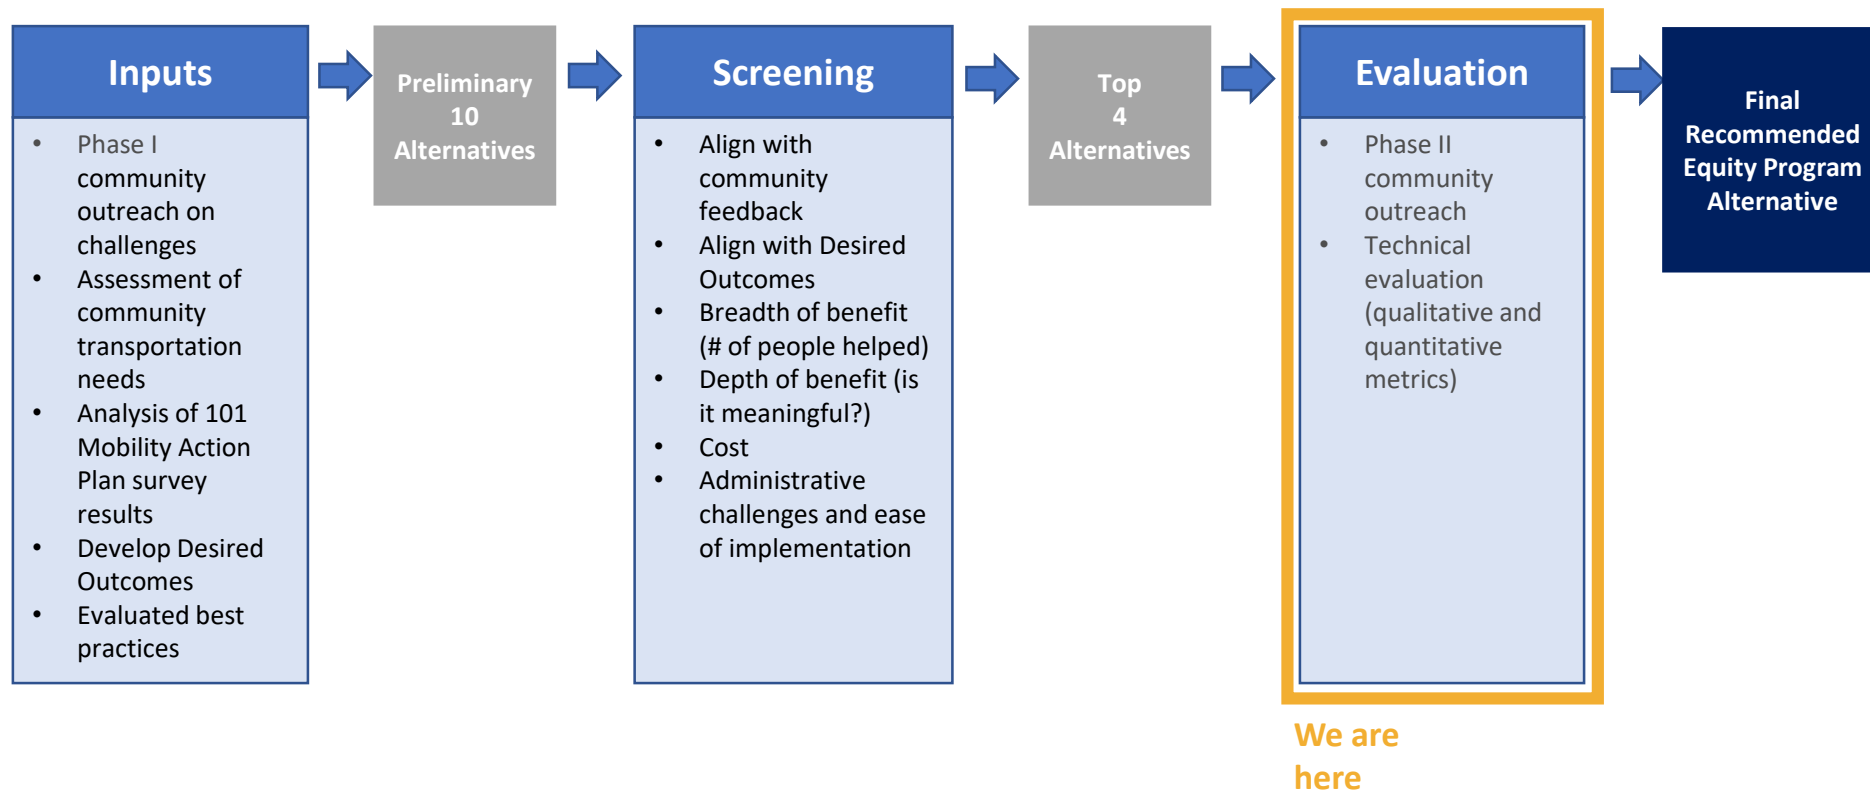 Inputs
• Phase I
community
outreach on
challenges
• Assessment of
community
transportation
needs
• Analysis of 101
Mobility Action
Plan survey
results
• Develop Desired
Outcomes
• Evaluated best
practices
Preliminary
10
Alternatives
Screening
• Align with
community
feedback
• Align with Desired
Outcomes
• Breadth of benefit
(# of people helped)
• Depth of benefit (is
it meaningful?)
• Cost
• Administrative
challenges and ease
of implementation
Top
4
Alternatives
Evaluation
• Phase II
community
outreach
• Technical
evaluation
(qualitative and
quantitative
metrics)
We are
here
Final
Recommended
Equity Program
Alternative